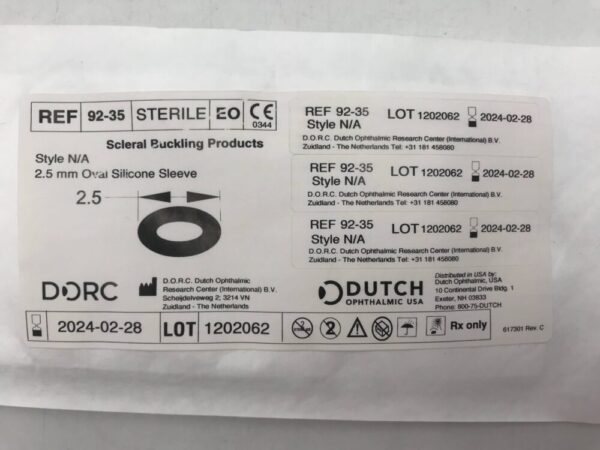 REF 92-35 STERILE EO CE
0344
Scleral Buckling Products
Style N/A
2.5 mm Oval Silicone Sleeve
2.5
DORC
D.O.R.C. Dutch Ophthalmic
Research Center (International) B.V.
Scheijdelveweg 2; 3214 VN
Zuidland - The Netherlands
2024-02-28 LOT 1202062
REF 92-35 LOT 1202062 2024-02-28
Style N/A
D.O.R.C. Dutch Ophthalmic Research Center (International) B.V.
Zuidland - The Netherlands Tel: +31 181 458080
REF 92-35 LOT 1202062 2024-02-28
Style N/A
D.O.R.C. Dutch Ophthalmic Research Center (International) B.V.
Zuidland - The Netherlands Tel: +31 181 458080
REF 92-35 LOT 1202062 2024-02-28
Style N/A
D.O.R.C. Dutch Ophthalmic Research Center (International) B.V.
Zuidland - The Netherlands Tel: +31 181 458080
DUTCH
OPHTHALMIC USA
Distributed in USA by:
Dutch Ophthalmic, USA
10 Continental Drive Bldg. 1
Exeter, NH 03833
Phone: 800-75-DUTCH
2
Rx only
617301 Rev. C